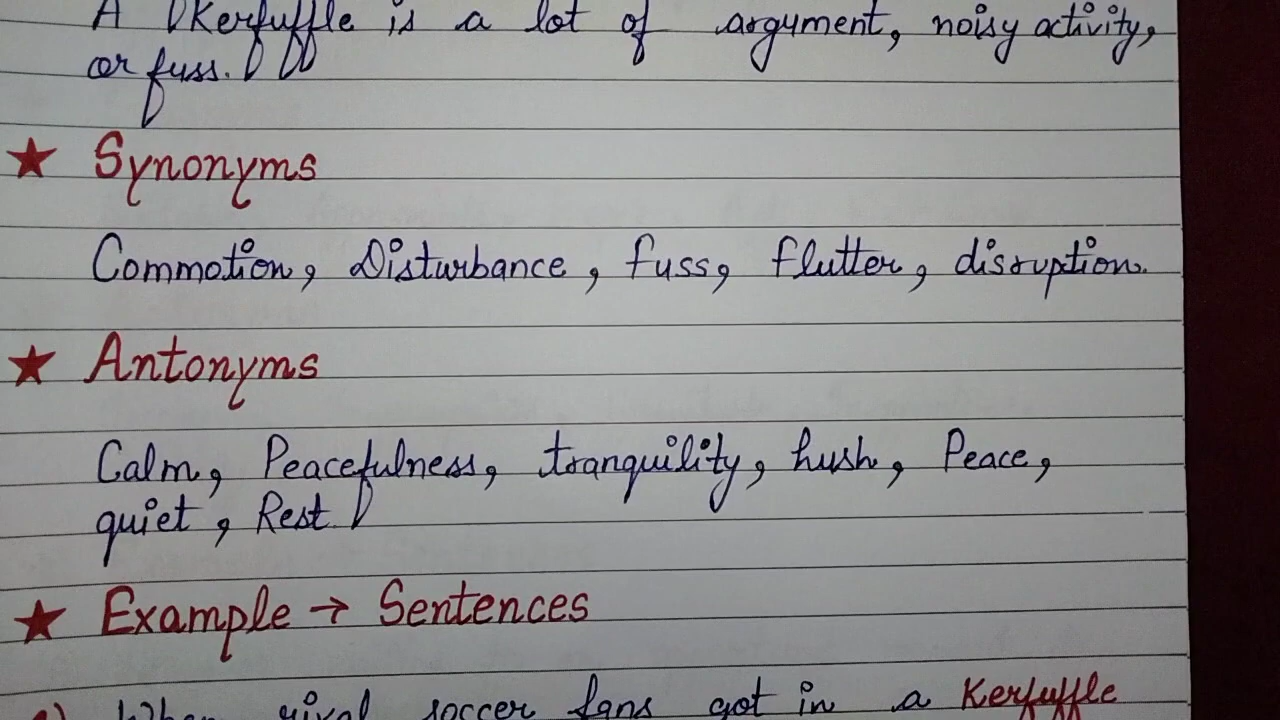 A Kerfuffle is a lot of argument, noisy activity,
or fuss.
★ Synonyms
Commotion, Disturbance, fuss, flutter, disruption.
★ Antonyms
Calm, Peacefulness, tranquility, hush, Peace,
quiet, Rest.
★ Example → Sentences
a) When rival soccer fans got in a Kerfuffle